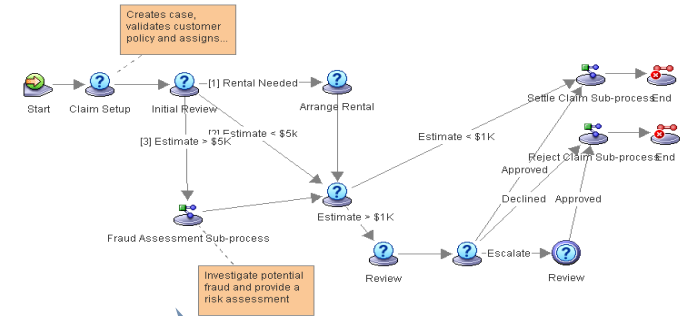 Creates case,
validates customer
policy and assigns...
[1] Rental Needed
Start
Claim Setup
Initial Review
Arrange Rental
Settle Claim Sub-process
End
[2] Estimate < $5k
[3] Estimate > $5K
Estimate < $1K
Reject Claim Sub-process
End
Approved
Declined
Approved
Estimate > $1K
Fraud Assessment Sub-process
Escalate
Review
Review
Investigate potential
fraud and provide a
risk assessment